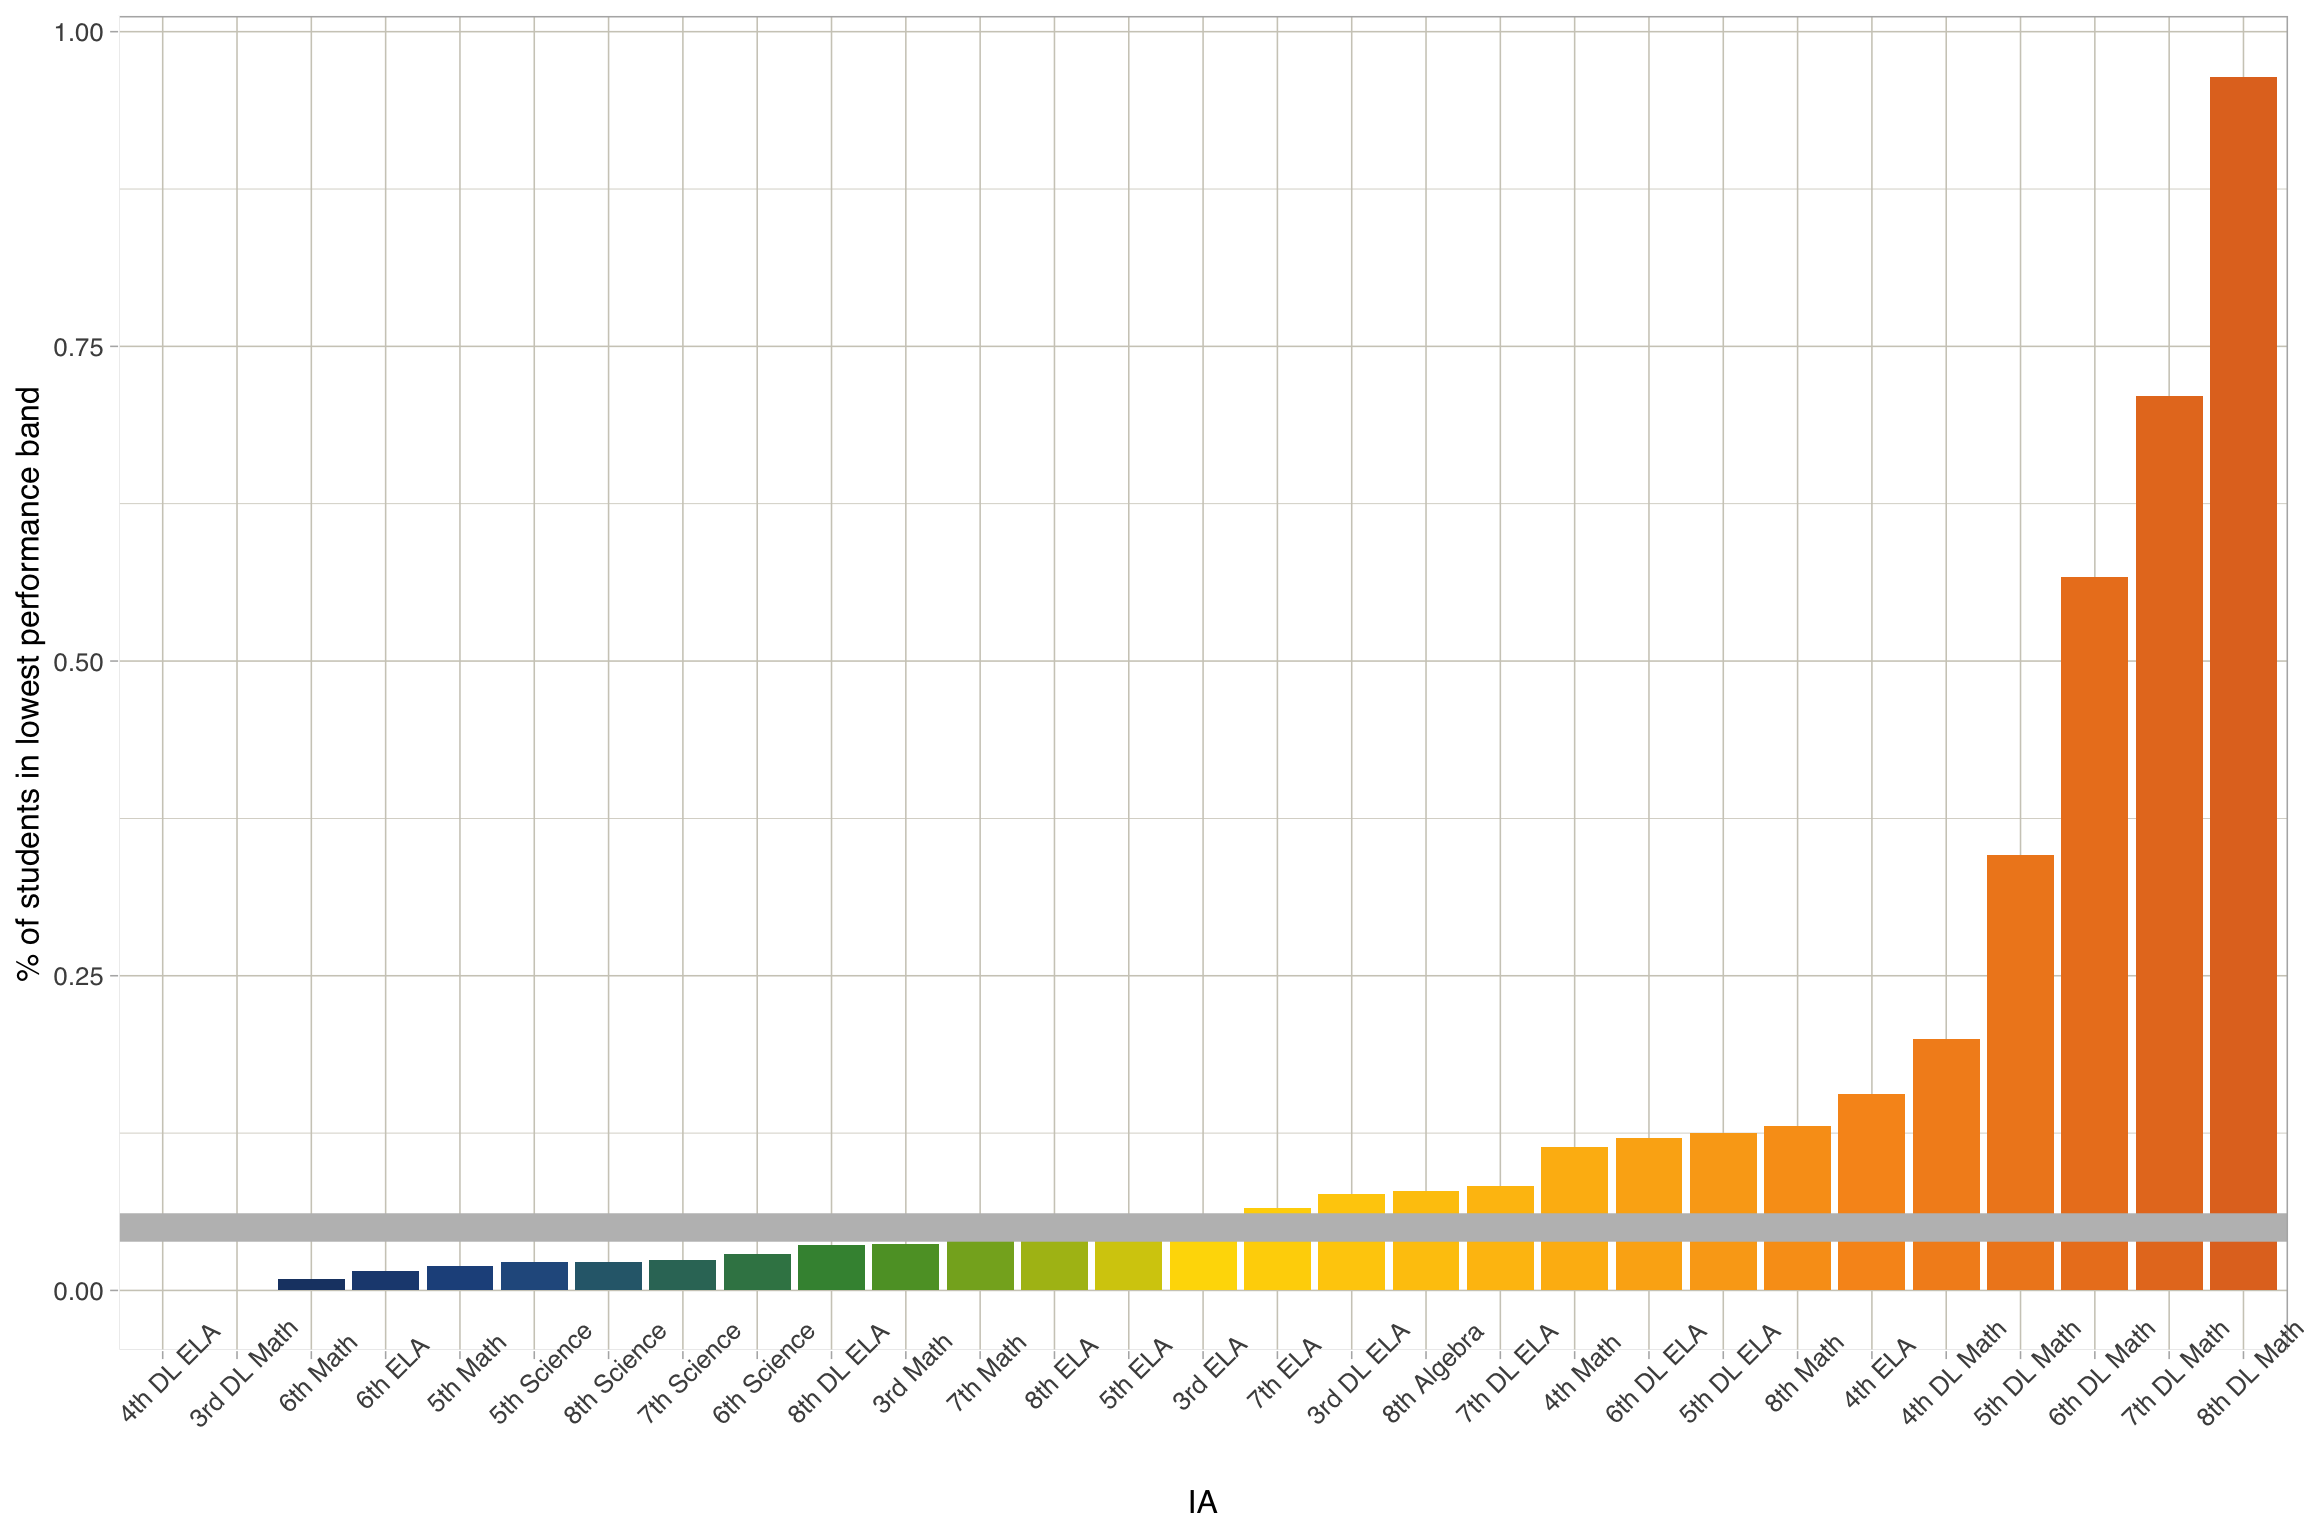 % of students in lowest performance band
1.00
0.75
0.50
0.25
0.00
4th DL ELA
3rd DL Math
6th Math
6th ELA
5th Math
5th Science
8th Science
7th Science
6th Science
8th DL ELA
3rd Math
7th Math
8th ELA
5th ELA
3rd ELA
7th ELA
3rd DL ELA
8th Algebra
7th DL ELA
4th Math
6th DL ELA
5th DL ELA
8th Math
4th ELA
4th DL Math
5th DL Math
6th DL Math
7th DL Math
8th DL Math
IA